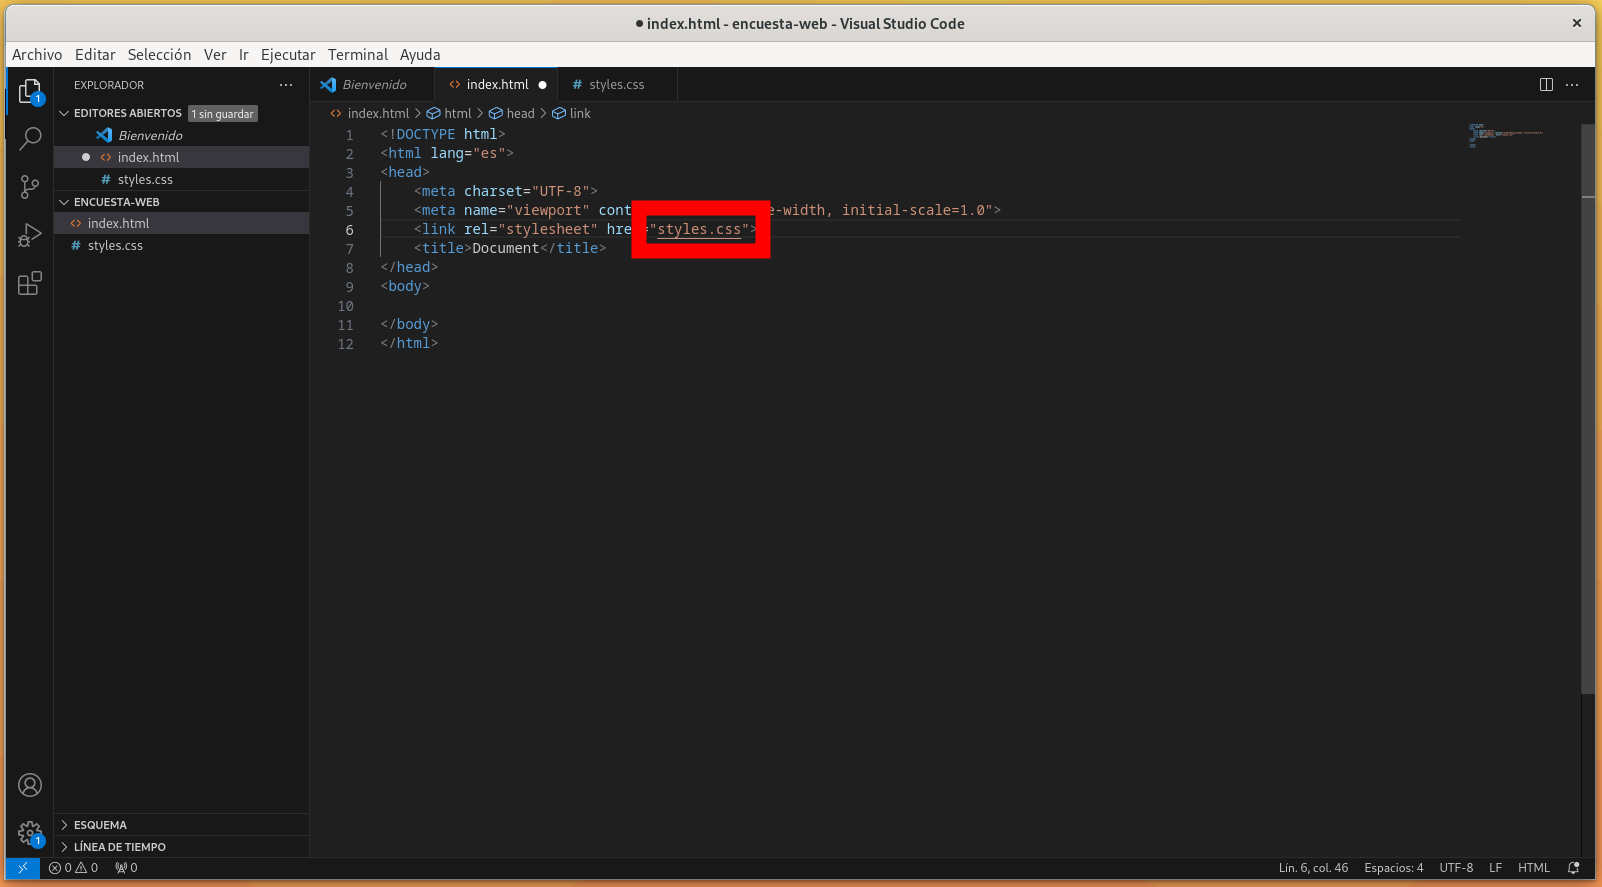 index.html - encuesta-web - Visual Studio Code
Archivo Editar Selección Ver Ir Ejecutar Terminal Ayuda
EXPLORADOR
EDITORES ABIERTOS 1 sin guardar
Bienvenido
index.html
styles.css
ENCUESTA-WEB
index.html
styles.css
ESQUEMA
LÍNEA DE TIEMPO
1
1
Bienvenido index.html styles.css
index.html > html > head > link
1 <!DOCTYPE html>
2 <html lang="es">
3 <head>
4 <meta charset="UTF-8">
5 <meta name="viewport" cont e-width, initial-scale=1.0">
6 <link rel="stylesheet" hre ="styles.css">
7 <title>Document</title>
8 </head>
9 <body>
10
11 </body>
12 </html>
0 0 0
Lín. 6, col. 46 Espacios: 4 UTF-8 LF HTML